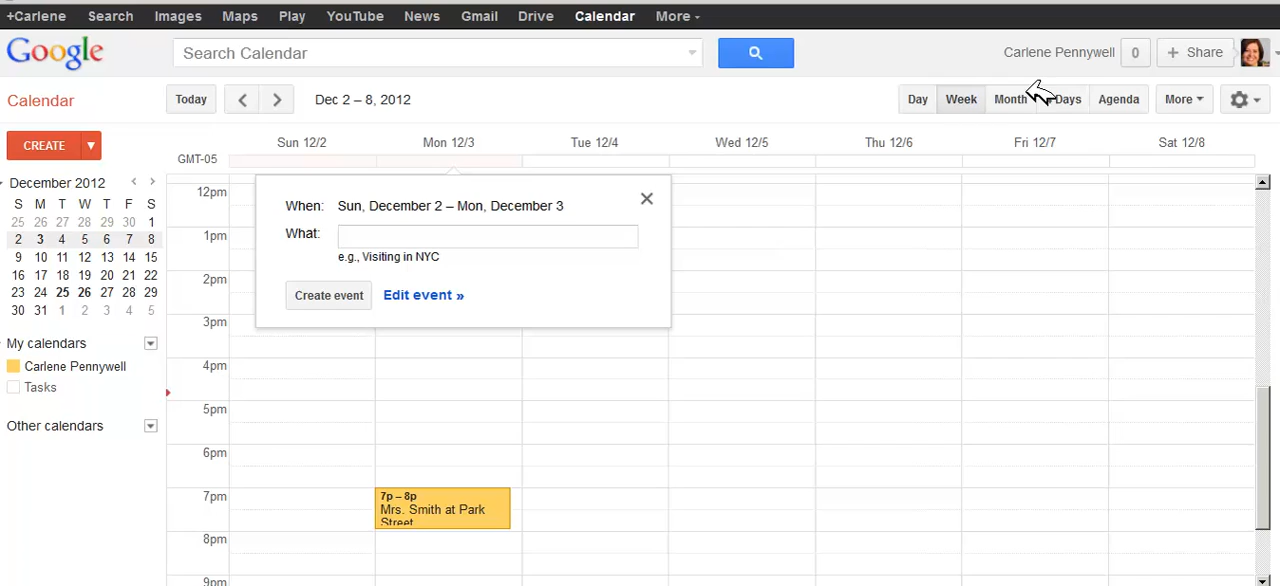 +Carlene Search Images Maps Play YouTube News Gmail Drive Calendar More
Google
Search Calendar
Carlene Pennywell 0 + Share
Calendar Today Dec 2 – 8, 2012 Day Week Month Days Agenda More
CREATE
Sun 12/2 Mon 12/3 Tue 12/4 Wed 12/5 Thu 12/6 Fri 12/7 Sat 12/8
GMT-05
December 2012
S M T W T F S
25 26 27 28 29 30 1
2 3 4 5 6 7 8
9 10 11 12 13 14 15
16 17 18 19 20 21 22
23 24 25 26 27 28 29
30 31 1 2 3 4 5
My calendars
Carlene Pennywell
Tasks
Other calendars
12pm
1pm
2pm
3pm
4pm
5pm
6pm
7pm
8pm
9pm
When: Sun, December 2 – Mon, December 3
What:
e.g., Visiting in NYC
Create event Edit event »
7p – 8p
Mrs. Smith at Park
Street